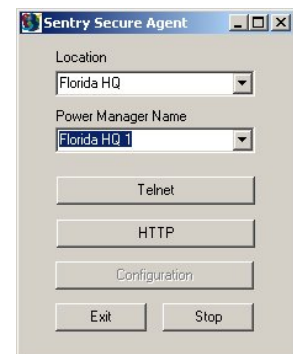 Sentry Secure Agent
Location
Florida HQ
Power Manager Name
Florida HQ 1
Telnet
HTTP
Configuration
Exit Stop